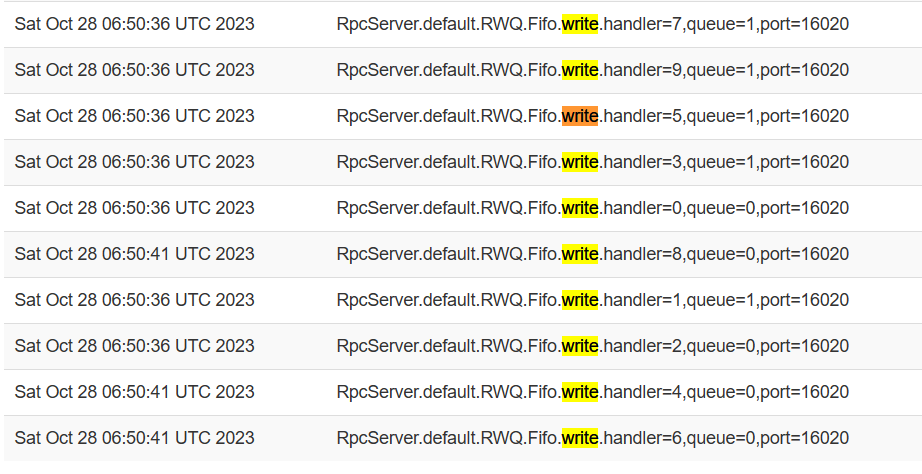 Sat Oct 28 06:50:36 UTC 2023 RpcServer.default.RWQ.Fifo.write.handler=7,queue=1,port=16020
Sat Oct 28 06:50:36 UTC 2023 RpcServer.default.RWQ.Fifo.write.handler=9,queue=1,port=16020
Sat Oct 28 06:50:36 UTC 2023 RpcServer.default.RWQ.Fifo.write.handler=5,queue=1,port=16020
Sat Oct 28 06:50:36 UTC 2023 RpcServer.default.RWQ.Fifo.write.handler=3,queue=1,port=16020
Sat Oct 28 06:50:36 UTC 2023 RpcServer.default.RWQ.Fifo.write.handler=0,queue=0,port=16020
Sat Oct 28 06:50:41 UTC 2023 RpcServer.default.RWQ.Fifo.write.handler=8,queue=0,port=16020
Sat Oct 28 06:50:36 UTC 2023 RpcServer.default.RWQ.Fifo.write.handler=1,queue=1,port=16020
Sat Oct 28 06:50:36 UTC 2023 RpcServer.default.RWQ.Fifo.write.handler=2,queue=0,port=16020
Sat Oct 28 06:50:41 UTC 2023 RpcServer.default.RWQ.Fifo.write.handler=4,queue=0,port=16020
Sat Oct 28 06:50:41 UTC 2023 RpcServer.default.RWQ.Fifo.write.handler=6,queue=0,port=16020